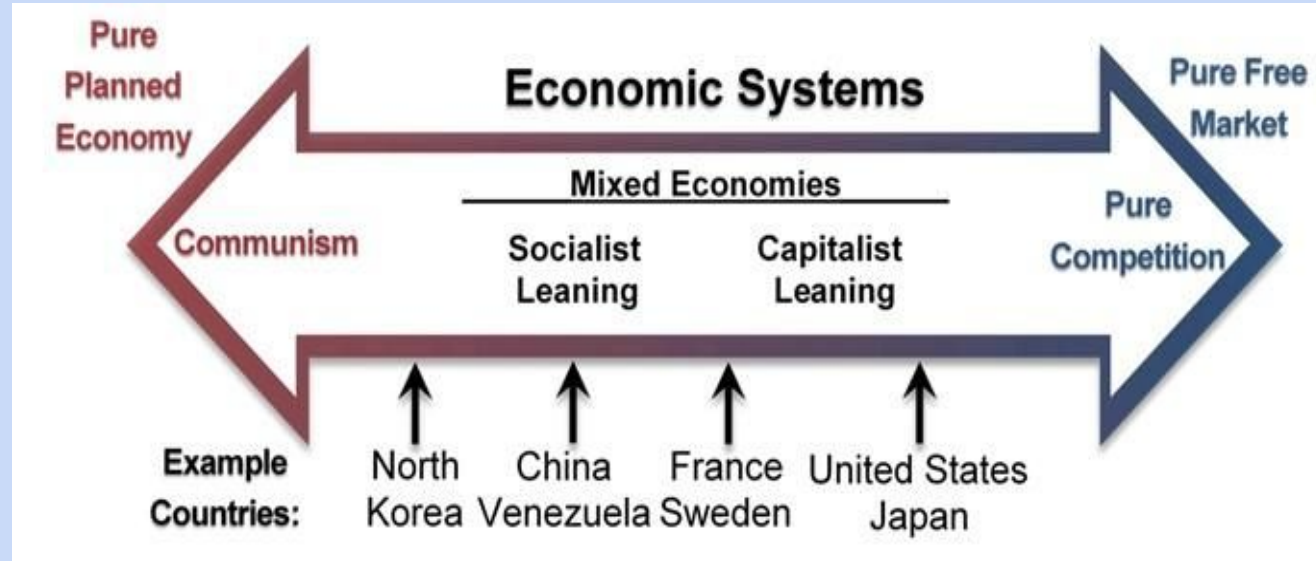 Pure
Planned
Economy
Economic Systems
Pure Free
Market
Mixed Economies
Communism
Socialist
Leaning
Capitalist
Leaning
Pure
Competition
Example
Countries:
North
Korea
China
Venezuela
France
Sweden
United States
Japan